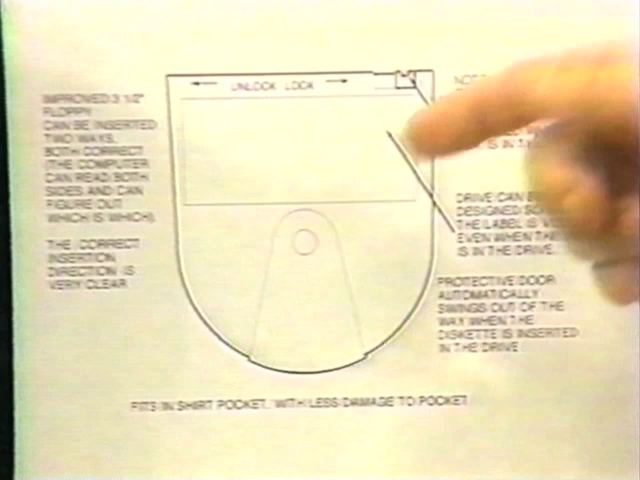 UNLOCK LOCK
IMPROVED 3 1/2"
FLOPPY
CAN BE INSERTED
TWO WAYS,
BOTH CORRECT
(THE COMPUTER
CAN READ BOTH
SIDES AND CAN
FIGURE OUT
WHICH IS WHICH).
THE CORRECT
INSERTION
DIRECTION IS
VERY CLEAR
IS IN
DRIVE CAN
DESIGNED
THE LABEL IS
EVEN WHEN
IS IN THE DRIVE.
PROTECTIVE DOOR
AUTOMATICALLY
SWINGS OUT OF THE
WAY WHEN THE
DISKETTE IS INSERTED
IN THE DRIVE
FITS IN SHIRT POCKET, WITH LESS DAMAGE TO POCKET